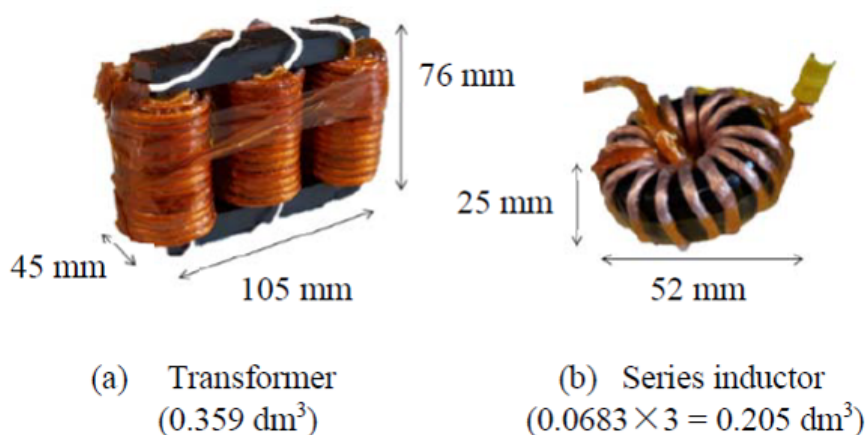 76 mm
45 mm
105 mm
25 mm
52 mm
(a) Transformer
(0.359 dm³)
(b) Series inductor
(0.0683×3 = 0.205 dm³)